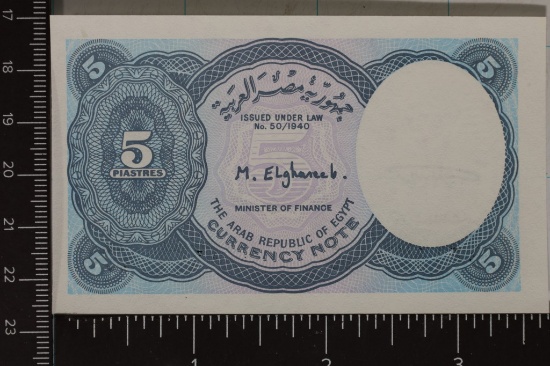 17
18
19
20
21
22
23
5
5
جمهورية مصر العربية
ISSUED UNDER LAW
No. 50/1940
5
PIASTRES
5
M. Elghareeb.
MINISTER OF FINANCE
THE ARAB REPUBLIC OF EGYPT
CURRENCY NOTE
5
5
1
2
3